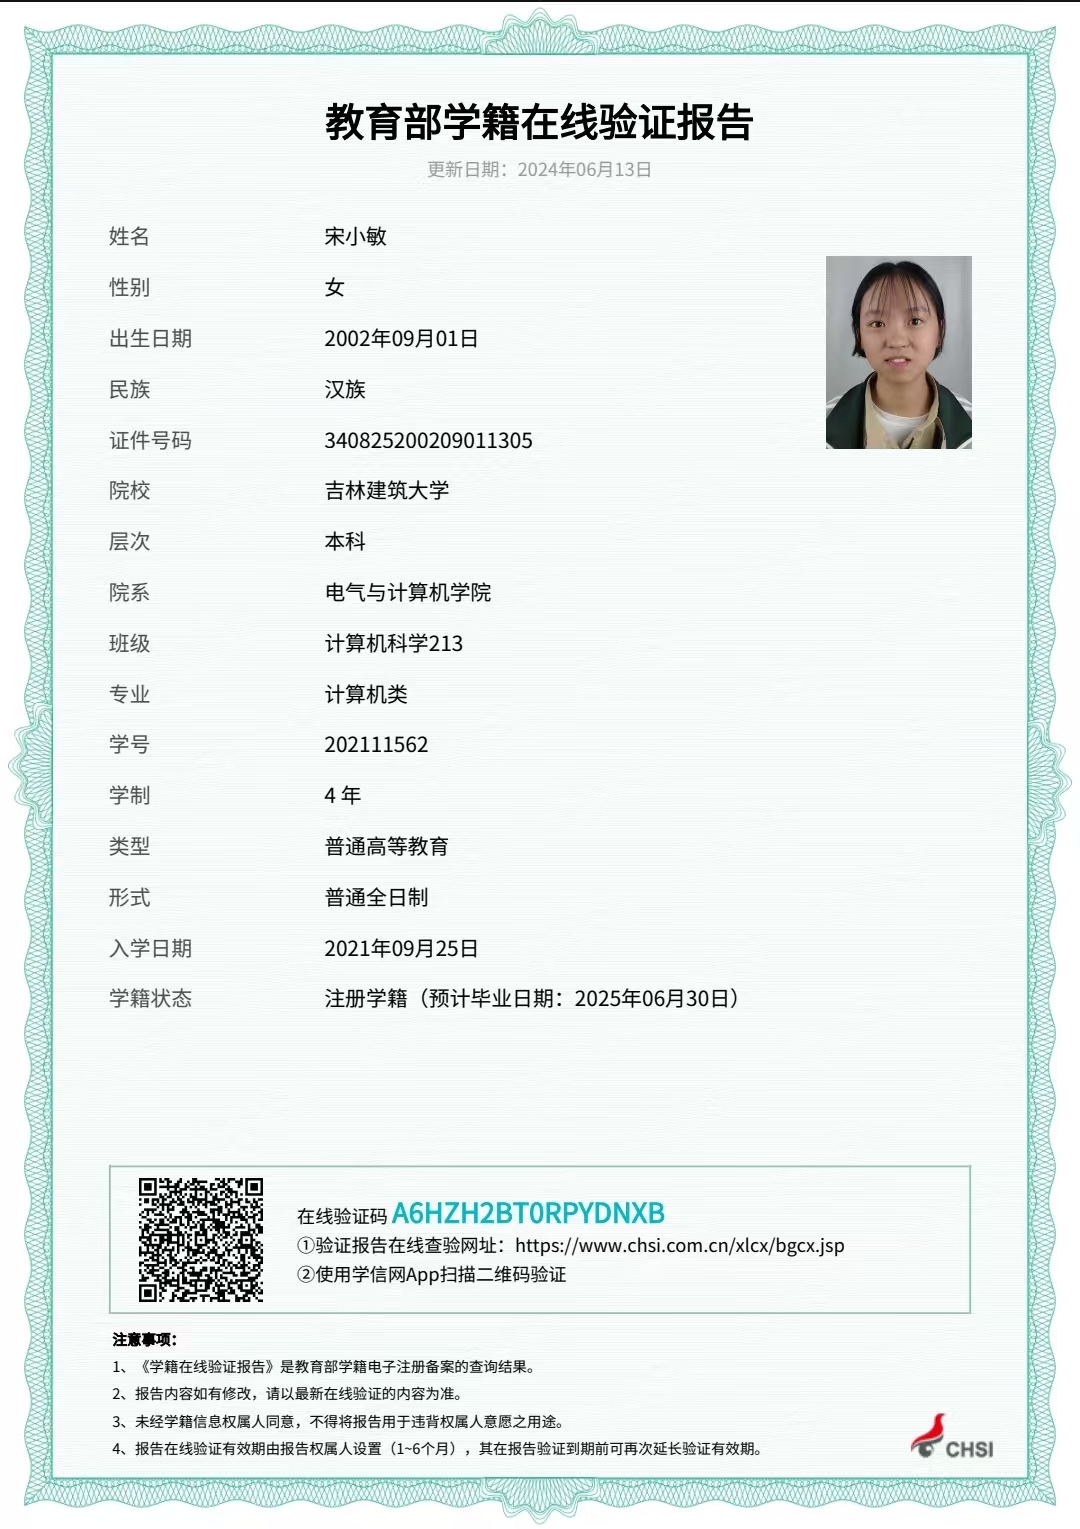 教育部学籍在线验证报告
更新日期：2024年06月13日
姓名 宋小敏
性别 女
出生日期 2002年09月01日
民族 汉族
证件号码 340825200209011305
院校 吉林建筑大学
层次 本科
院系 电气与计算机学院
班级 计算机科学213
专业 计算机类
学号 202111562
学制 4 年
类型 普通高等教育
形式 普通全日制
入学日期 2021年09月25日
学籍状态 注册学籍（预计毕业日期：2025年06月30日）
在线验证码 A6HZH2BT0RPYDNXB
①验证报告在线查验网址：https://www.chsi.com.cn/xlcx/bgcx.jsp
②使用学信网App扫描二维码验证
注意事项：
1、《学籍在线验证报告》是教育部学籍电子注册备案的查询结果。
2、报告内容如有修改，请以最新在线验证的内容为准。
3、未经学籍信息权属人同意，不得将报告用于违背权属人意愿之用途。
4、报告在线验证有效期由报告权属人设置（1~6个月），其在报告验证到期前可再次延长验证有效期。
CHSI